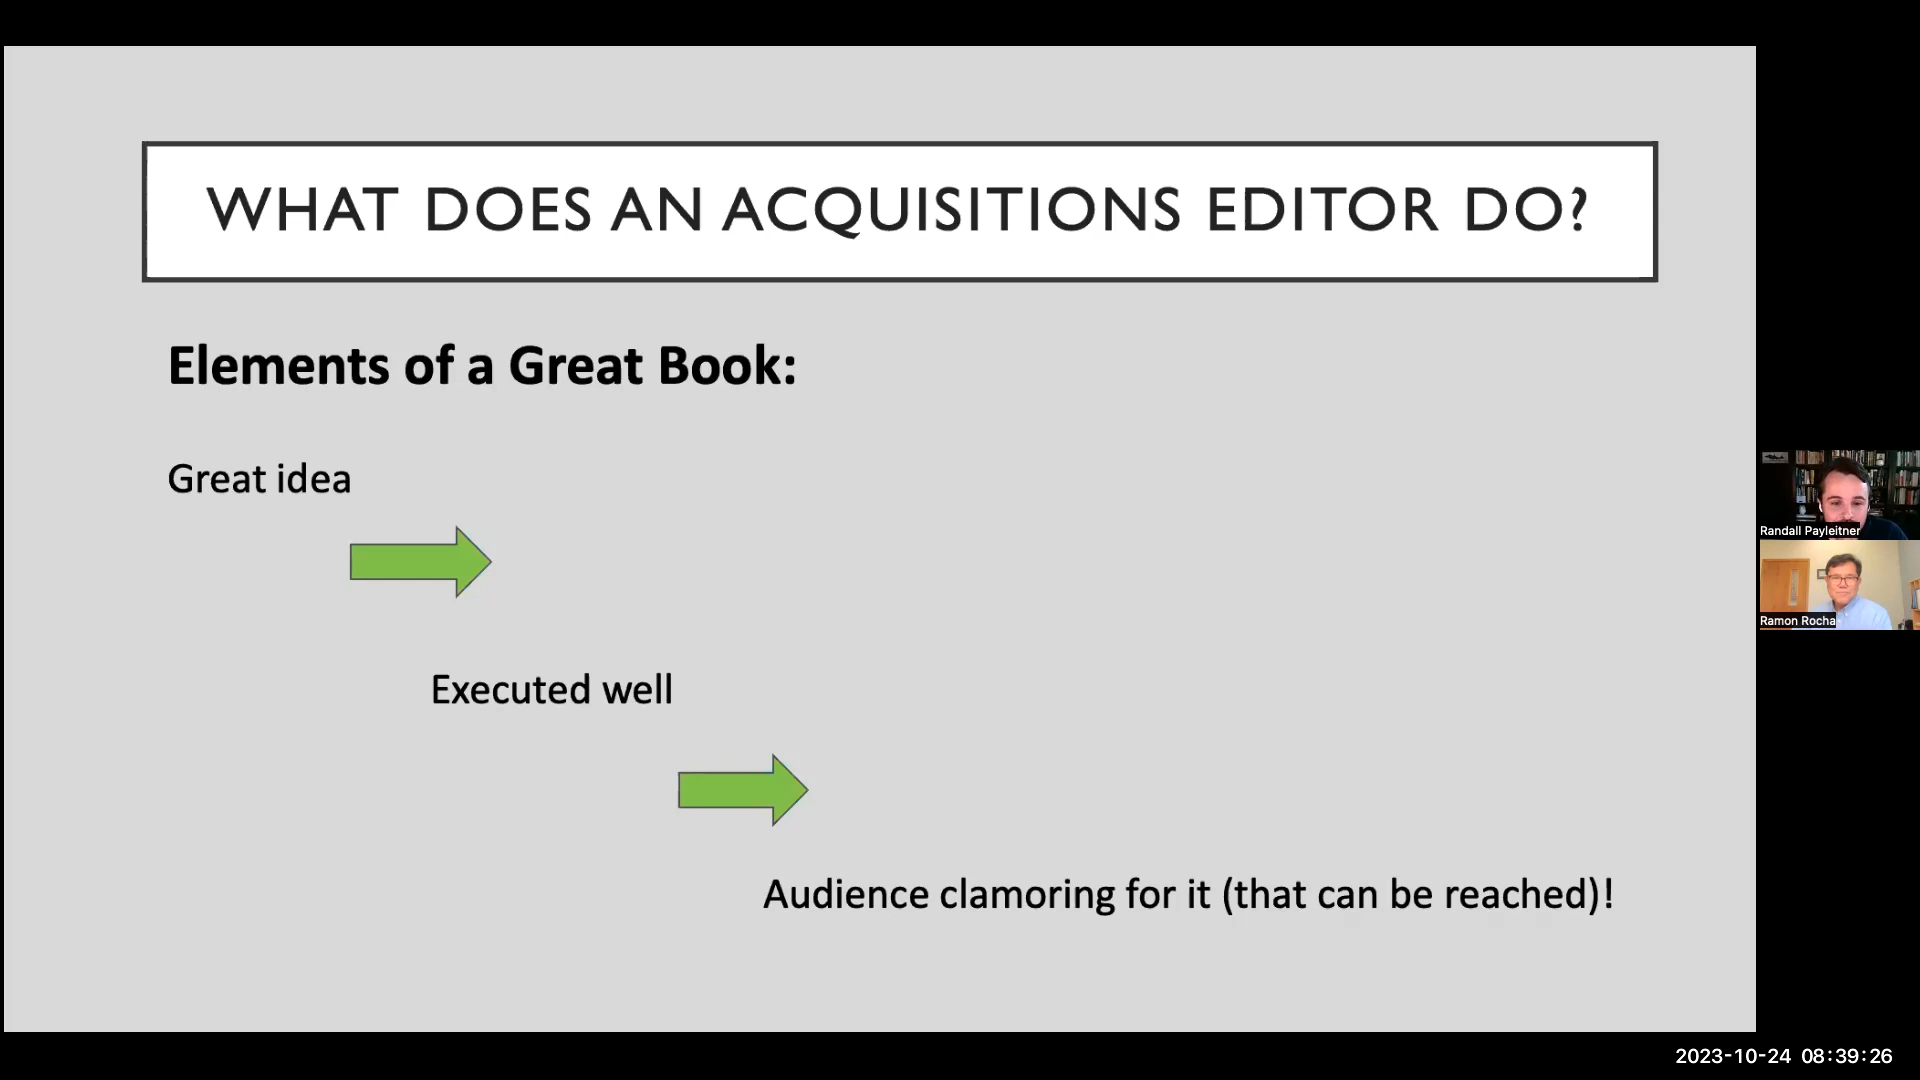 WHAT DOES AN ACQUISITIONS EDITOR DO?
Elements of a Great Book:
Great idea
Executed well
Audience clamoring for it (that can be reached)!
Randall Payleitner
Ramon Rocha
2023-10-24 08:39:26